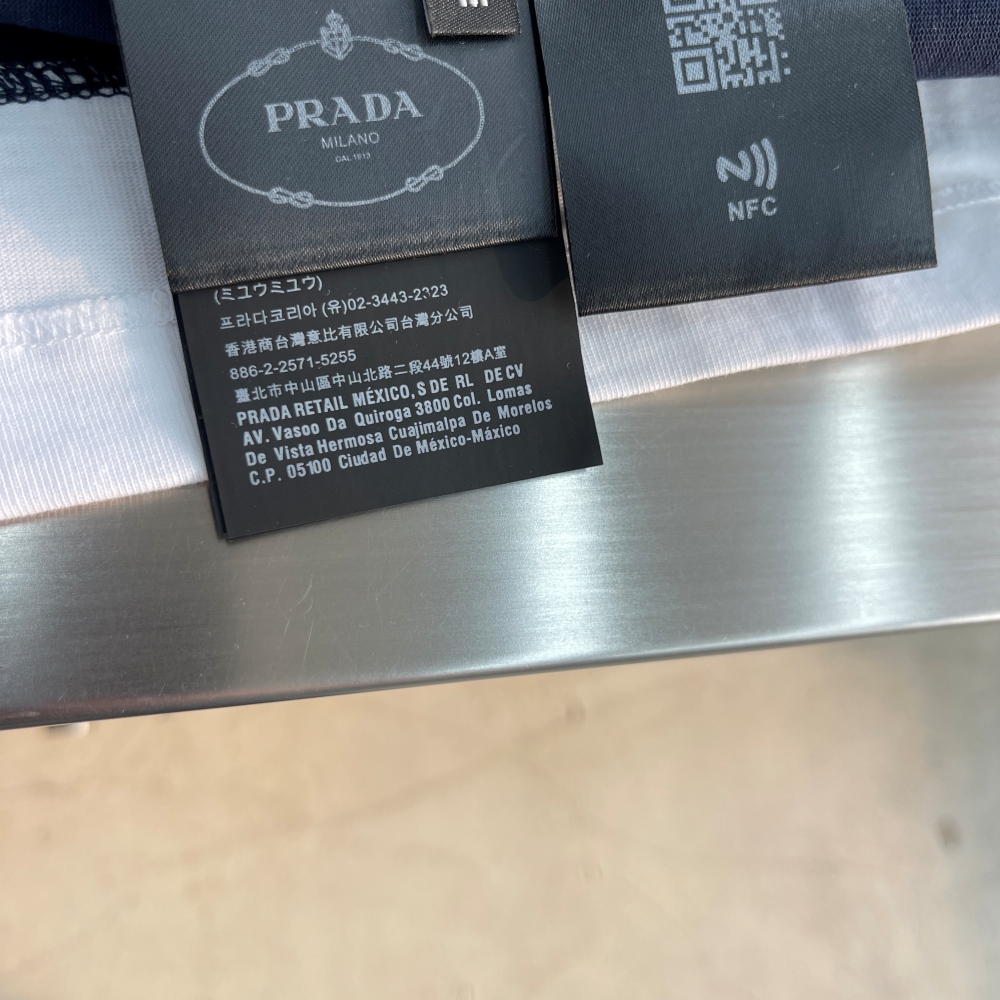 PRADA
MILANO
DAL 1913
NFC
(ミユウミユウ)
프라다코리아 (유)02-3443-2323
香港商台灣意比有限公司台灣分公司
886-2-2571-5255
臺北市中山區中山北路二段44號12樓A室
PRADA RETAIL MÉXICO, S DE RL DE CV
AV. Vasoo Da Quiroga 3800 Col. Lomas
De Vista Hermosa Cuajimalpa De Morelos
C.P. 05100 Ciudad De México-México